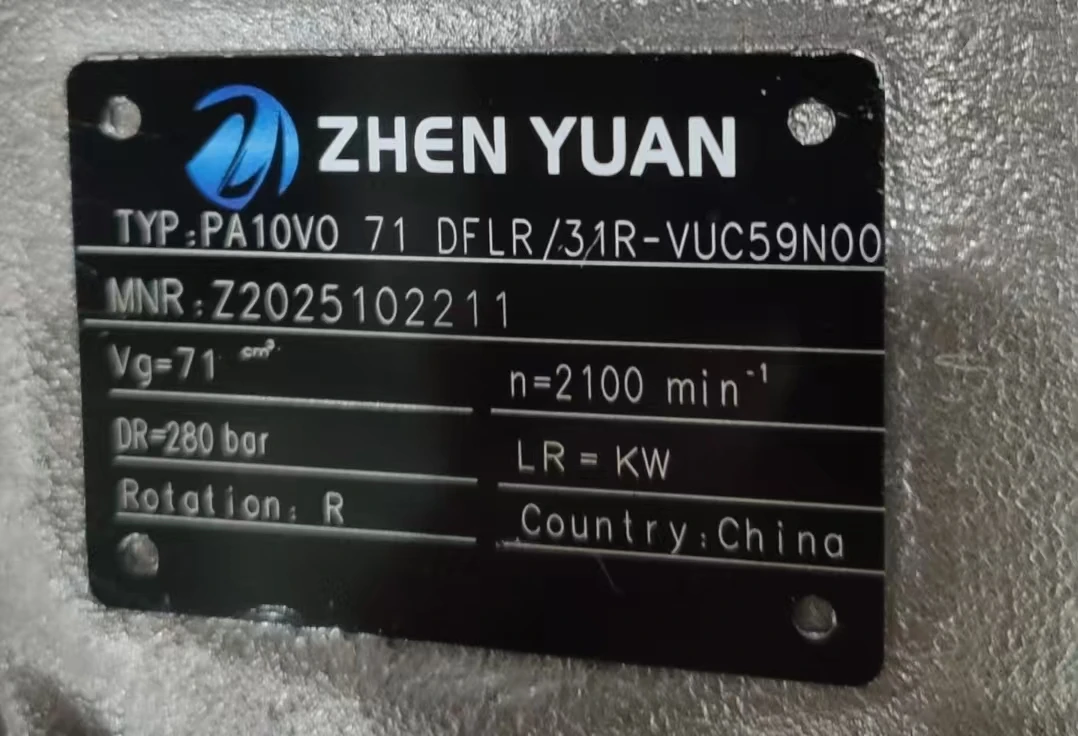 ZHEN YUAN
TYP:PA10VO 71 DFLR/31R-VUC59N00
MNR:Z2025102211
Vg=71 cm³
n=2100 min⁻¹
DR=280 bar
LR = KW
Rotation: R
Country:China